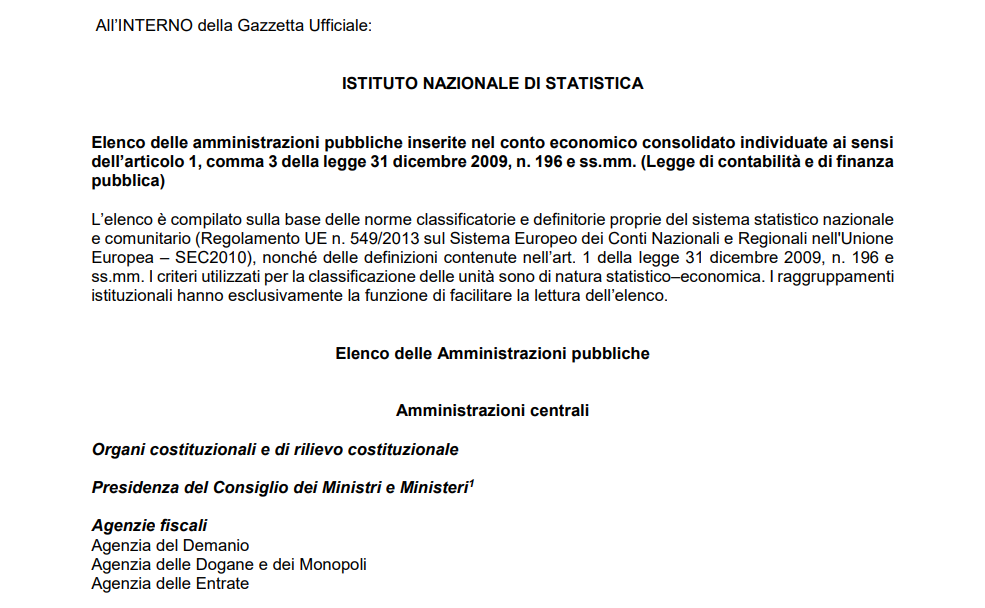 All’INTERNO della Gazzetta Ufficiale:
ISTITUTO NAZIONALE DI STATISTICA
Elenco delle amministrazioni pubbliche inserite nel conto economico consolidato individuate ai sensi
dell’articolo 1, comma 3 della legge 31 dicembre 2009, n. 196 e ss.mm. (Legge di contabilità e di finanza
pubblica)
L’elenco è compilato sulla base delle norme classificatorie e definitorie proprie del sistema statistico nazionale
e comunitario (Regolamento UE n. 549/2013 sul Sistema Europeo dei Conti Nazionali e Regionali nell'Unione
Europea – SEC2010), nonché delle definizioni contenute nell’art. 1 della legge 31 dicembre 2009, n. 196 e
ss.mm. I criteri utilizzati per la classificazione delle unità sono di natura statistico–economica. I raggruppamenti
istituzionali hanno esclusivamente la funzione di facilitare la lettura dell’elenco.
Elenco delle Amministrazioni pubbliche
Amministrazioni centrali
Organi costituzionali e di rilievo costituzionale
Presidenza del Consiglio dei Ministri e Ministeri¹
Agenzie fiscali
Agenzia del Demanio
Agenzia delle Dogane e dei Monopoli
Agenzia delle Entrate